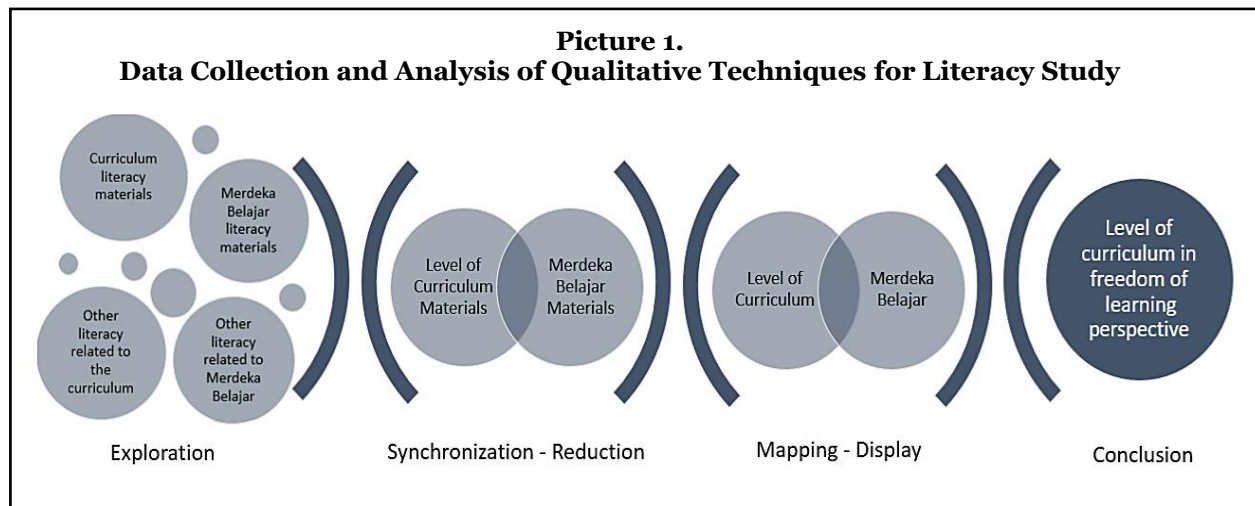 Picture 1.
Data Collection and Analysis of Qualitative Techniques for Literacy Study
Curriculum
literacy
materials
Merdeka
Belajar
literacy
materials
Other
literacy
related to
the
curriculum
Other
literacy
related to
Merdeka
Belajar
Exploration
Level of
Curriculum
Materials
Merdeka
Belajar
Materials
Synchronization - Reduction
Level of
Curriculum
Merdeka
Belajar
Mapping - Display
Level of
curriculum in
freedom of
learning
perspective
Conclusion